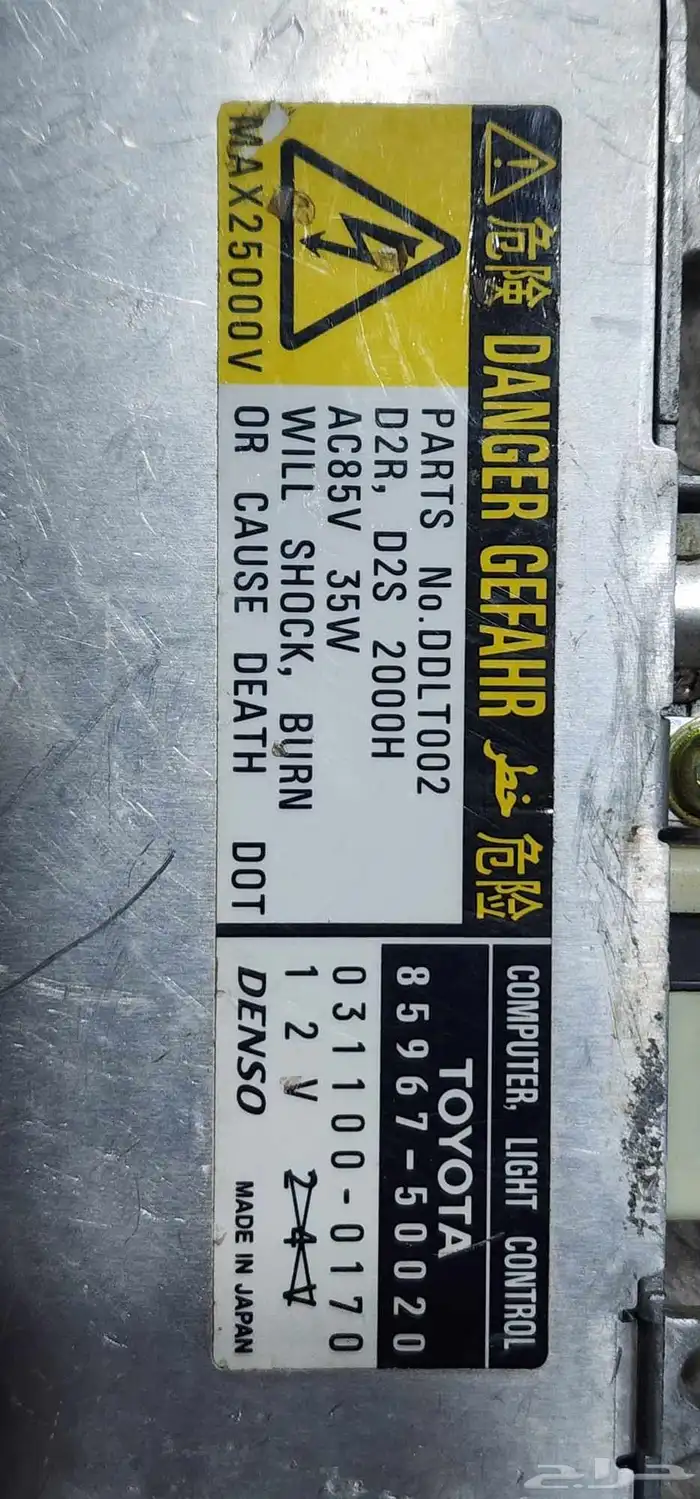 危険 DANGER GEFAHR خطر 危险
MAX25000V
PARTS No.DDLT002
D2R, D2S 2000H
AC85V 35W
WILL SHOCK, BURN
OR CAUSE DEATH DOT
COMPUTER, LIGHT CONTROL
TOYOTA
85967-50020
031100-0170
12V 24V
DENSO MADE IN JAPAN
حراج